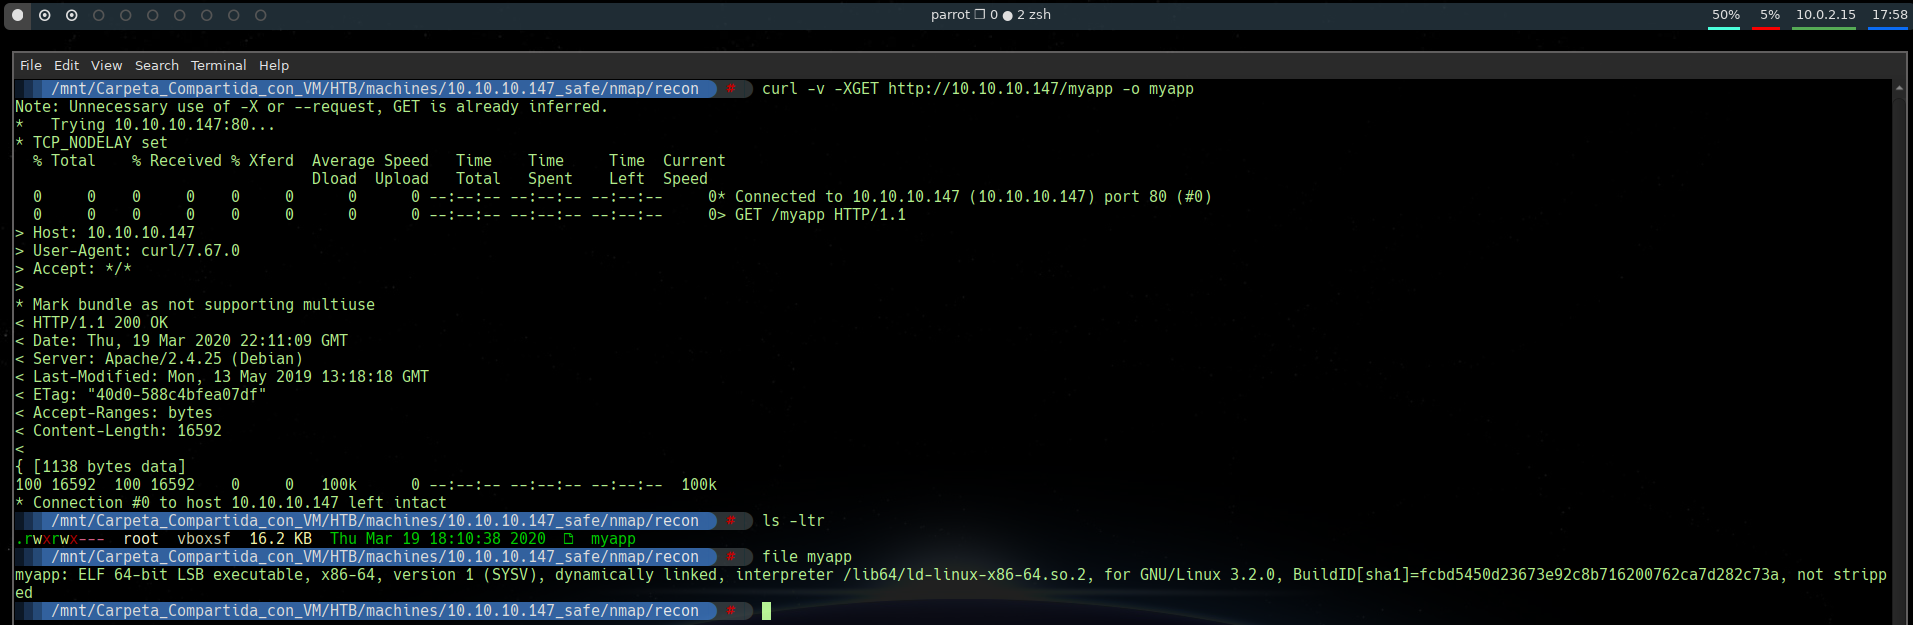 parrot ❐ 0 ● 2 zsh
50% 5% 10.0.2.15 17:58
File Edit View Search Terminal Help
/mnt/Carpeta_Compartida_con_VM/HTB/machines/10.10.10.147_safe/nmap/recon # curl -v -XGET http://10.10.10.147/myapp -o myapp
Note: Unnecessary use of -X or --request, GET is already inferred.
*   Trying 10.10.10.147:80...
* TCP_NODELAY set
  % Total    % Received % Xferd  Average Speed   Time    Time     Time  Current
                                 Dload  Upload   Total   Spent    Left  Speed
  0     0    0     0    0     0      0      0 --:--:-- --:--:-- --:--:--     0* Connected to 10.10.10.147 (10.10.10.147) port 80 (#0)
  0     0    0     0    0     0      0      0 --:--:-- --:--:-- --:--:--     0> GET /myapp HTTP/1.1
> Host: 10.10.10.147
> User-Agent: curl/7.67.0
> Accept: */*
>
* Mark bundle as not supporting multiuse
< HTTP/1.1 200 OK
< Date: Thu, 19 Mar 2020 22:11:09 GMT
< Server: Apache/2.4.25 (Debian)
< Last-Modified: Mon, 13 May 2019 13:18:18 GMT
< ETag: "40d0-588c4bfea07df"
< Accept-Ranges: bytes
< Content-Length: 16592
<
{ [1138 bytes data]
100 16592  100 16592    0     0   100k      0 --:--:-- --:--:-- --:--:--  100k
* Connection #0 to host 10.10.10.147 left intact
/mnt/Carpeta_Compartida_con_VM/HTB/machines/10.10.10.147_safe/nmap/recon # ls -ltr
.rwxrwx---  root  vboxsf  16.2 KB  Thu Mar 19 18:10:38 2020  myapp
/mnt/Carpeta_Compartida_con_VM/HTB/machines/10.10.10.147_safe/nmap/recon # file myapp
myapp: ELF 64-bit LSB executable, x86-64, version 1 (SYSV), dynamically linked, interpreter /lib64/ld-linux-x86-64.so.2, for GNU/Linux 3.2.0, BuildID[sha1]=fcbd5450d23673e92c8b716200762ca7d282c73a, not stripp
ed
/mnt/Carpeta_Compartida_con_VM/HTB/machines/10.10.10.147_safe/nmap/recon #